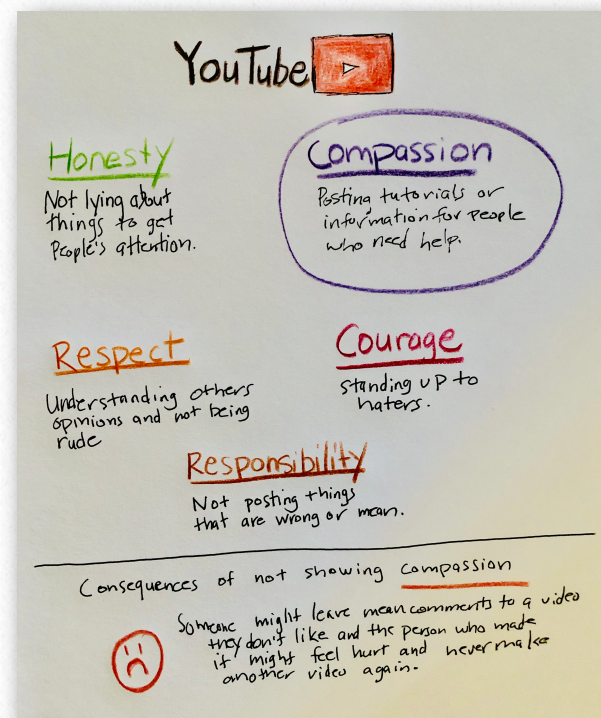 YouTube
Honesty
Not lying about
things to get
People's attention.
Compassion
Posting tutorials or
information for people
who need help.
Respect
Understanding others
opinions and not being
rude
Courage
standing up to
haters.
Responsibility
Not posting things
that are wrong or mean.
Consequences of not showing compassion
Someone might leave mean comments to a video
they don't like and the person who made
it might feel hurt and never make
another video again.